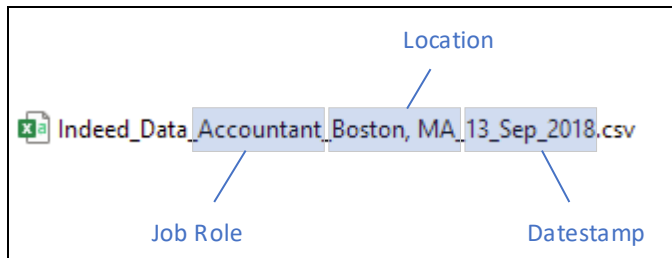 Location
Indeed_Data_Accountant_Boston, MA_13_Sep_2018.csv
Job Role
Datestamp